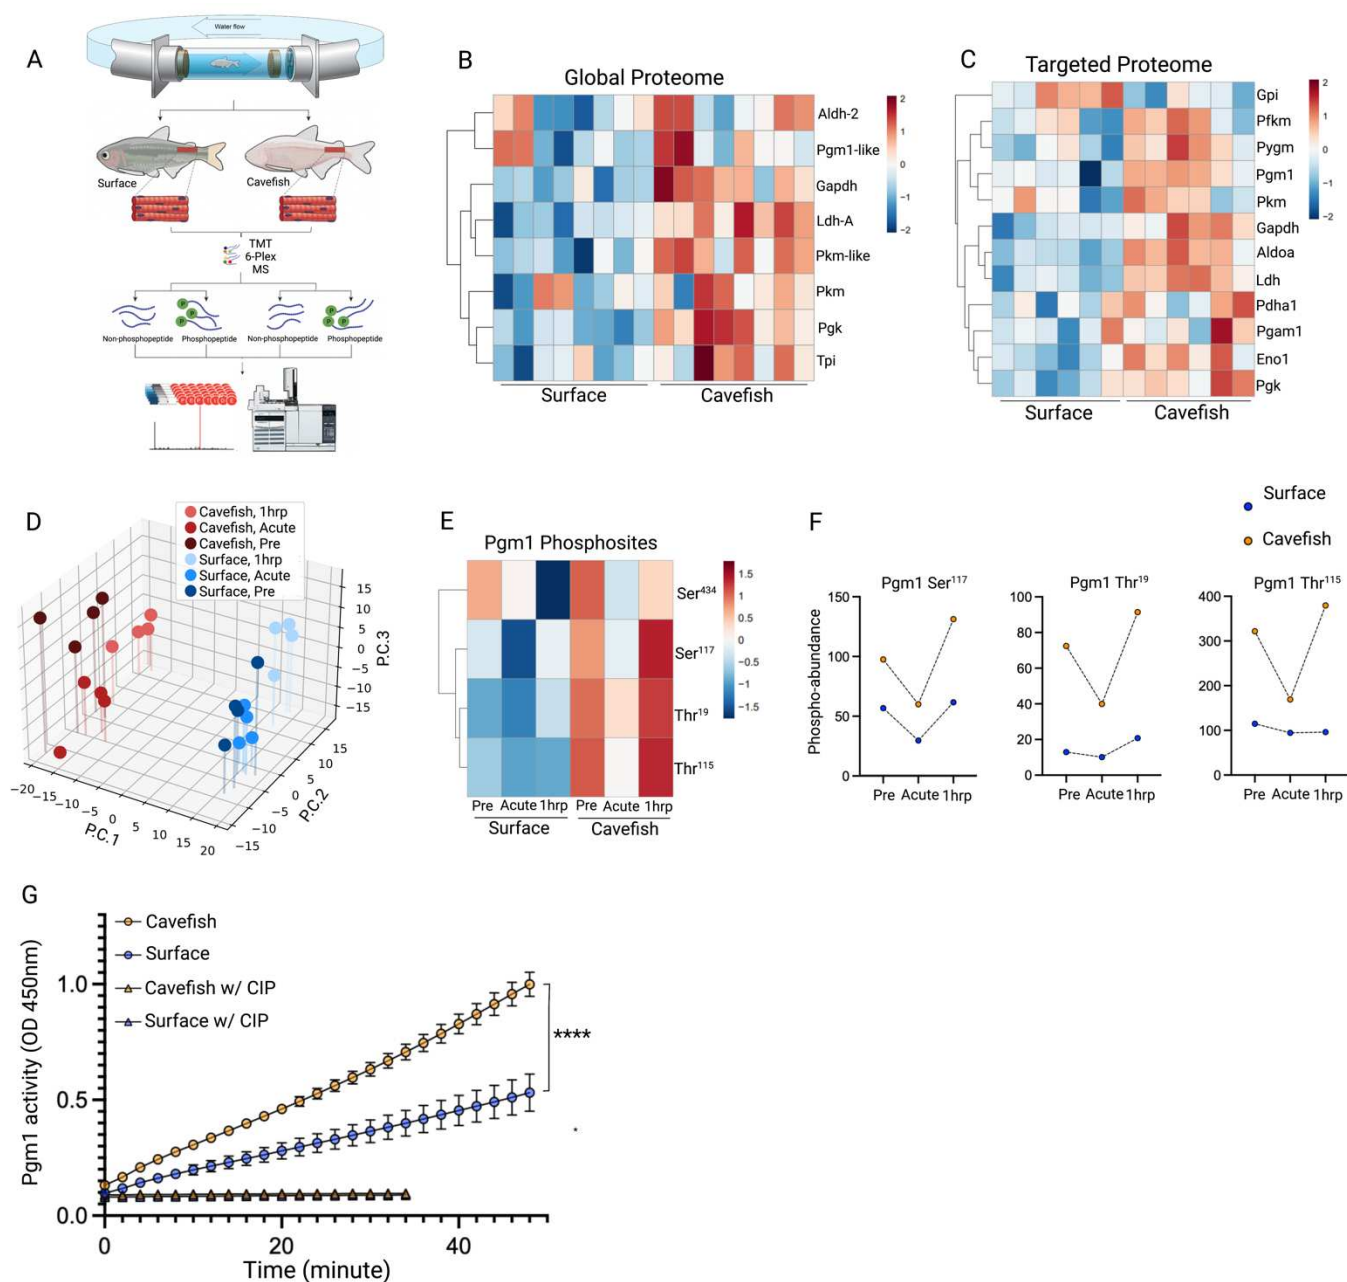 A
Water flow
Surface
Cavefish
TMT
6-Plex
MS
P P P P P P
Non-phosphopeptide Phosphopeptide Non-phosphopeptide Phosphopeptide
B
Global Proteome
Aldh-2
Pgm1-like
Gapdh
Ldh-A
Pkm-like
Pkm
Pgk
Tpi
2
1
0
−1
−2
Surface Cavefish
C
Targeted Proteome
Gpi
Pfkm
Pygm
Pgm1
Pkm
Gapdh
Aldoa
Ldh
Pdha1
Pgam1
Eno1
Pgk
2
1
0
−1
−2
Surface Cavefish
D
Cavefish, 1hrp
Cavefish, Acute
Cavefish, Pre
Surface, 1hrp
Surface, Acute
Surface, Pre
15
10
5
0
−5
−10
−15
P.C.3
−20 −15 −10 −5 0 5 10 15 20
P.C.1
−15 −10 −5 0 5 10 15
P.C.2
E
Pgm1 Phosphosites
Ser434
Ser117
Thr19
Thr115
1.5
1
0.5
0
−0.5
−1
−1.5
Pre Acute 1hrp Pre Acute 1hrp
Surface Cavefish
F
Surface
Cavefish
Pgm1 Ser117
Phospho-abundance
150
100
50
0
Pre Acute 1hrp
Pgm1 Thr19
100
80
60
40
20
0
Pre Acute 1hrp
Pgm1 Thr115
400
300
200
100
0
Pre Acute 1hrp
G
Cavefish
Surface
Cavefish w/ CIP
Surface w/ CIP
Pgm1 activity (OD 450nm)
1.0
0.5
0.0
****
*
0 20 40
Time (minute)